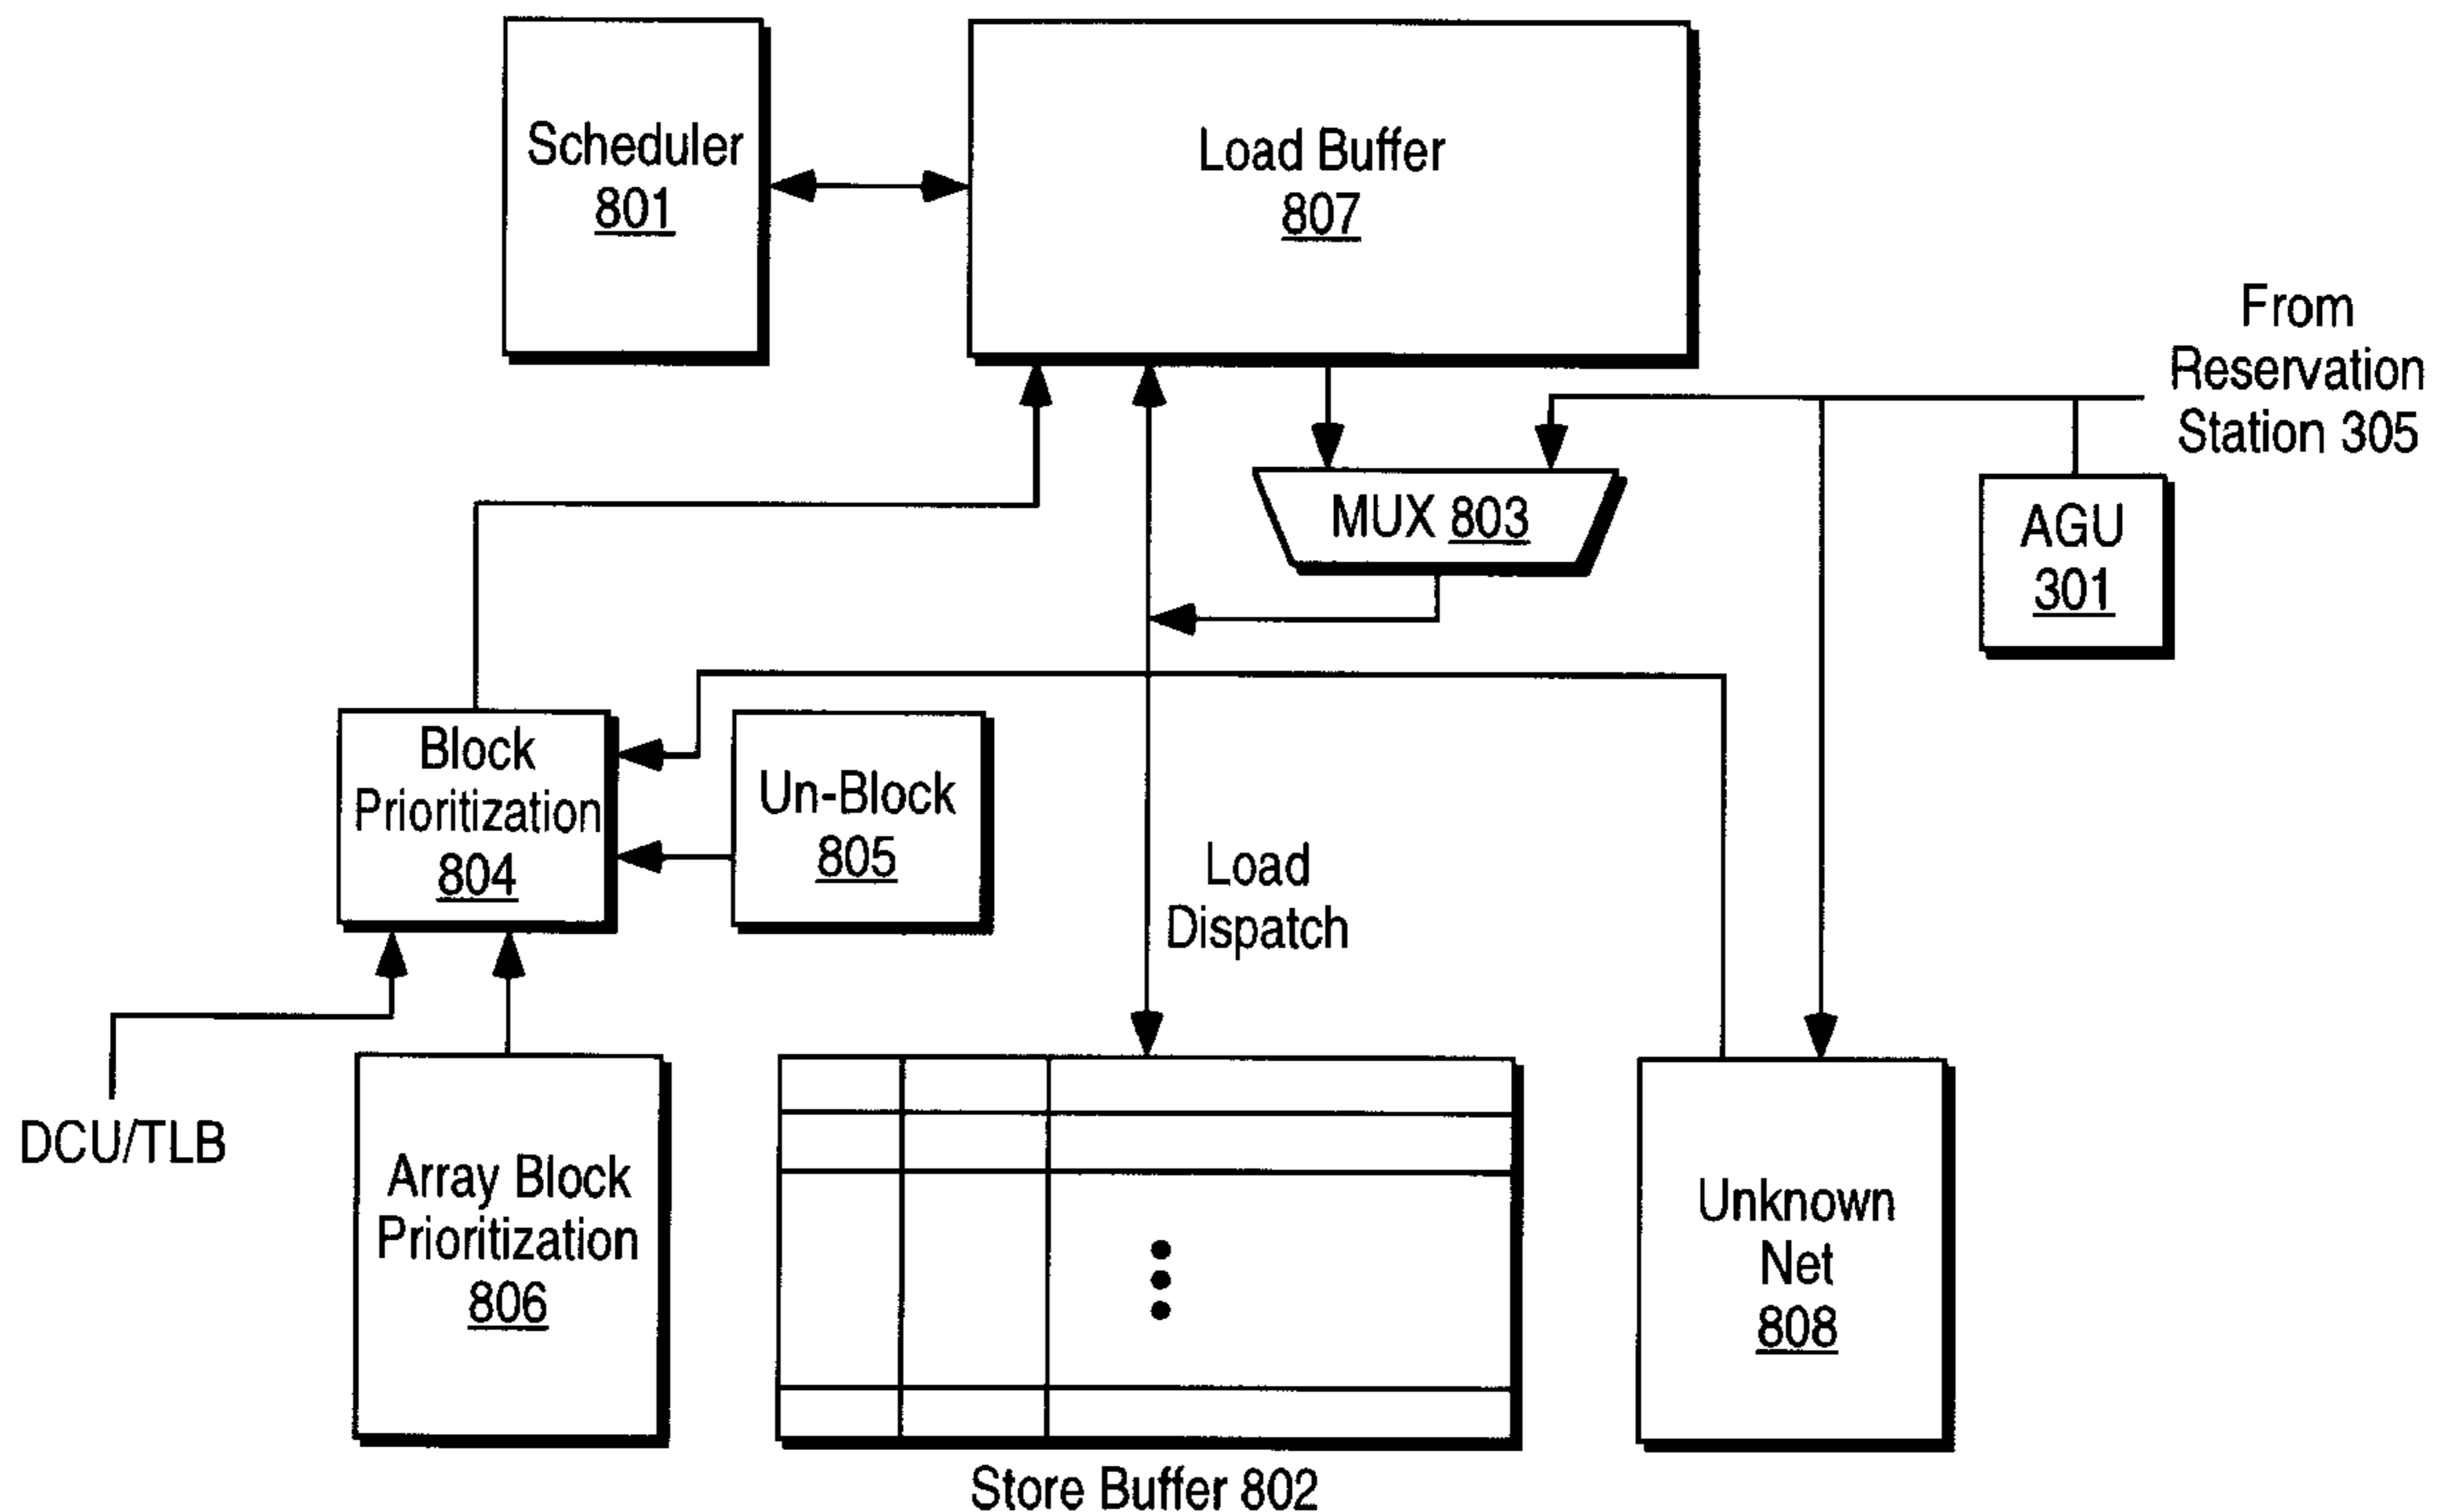 Scheduler
801
Load Buffer
807
From
Reservation
Station 305
MUX 803
AGU
301
Block
Prioritization
804
Un-Block
805
Load
Dispatch
DCU/TLB
Array Block
Prioritization
806
Unknown
Net
808
Store Buffer 802